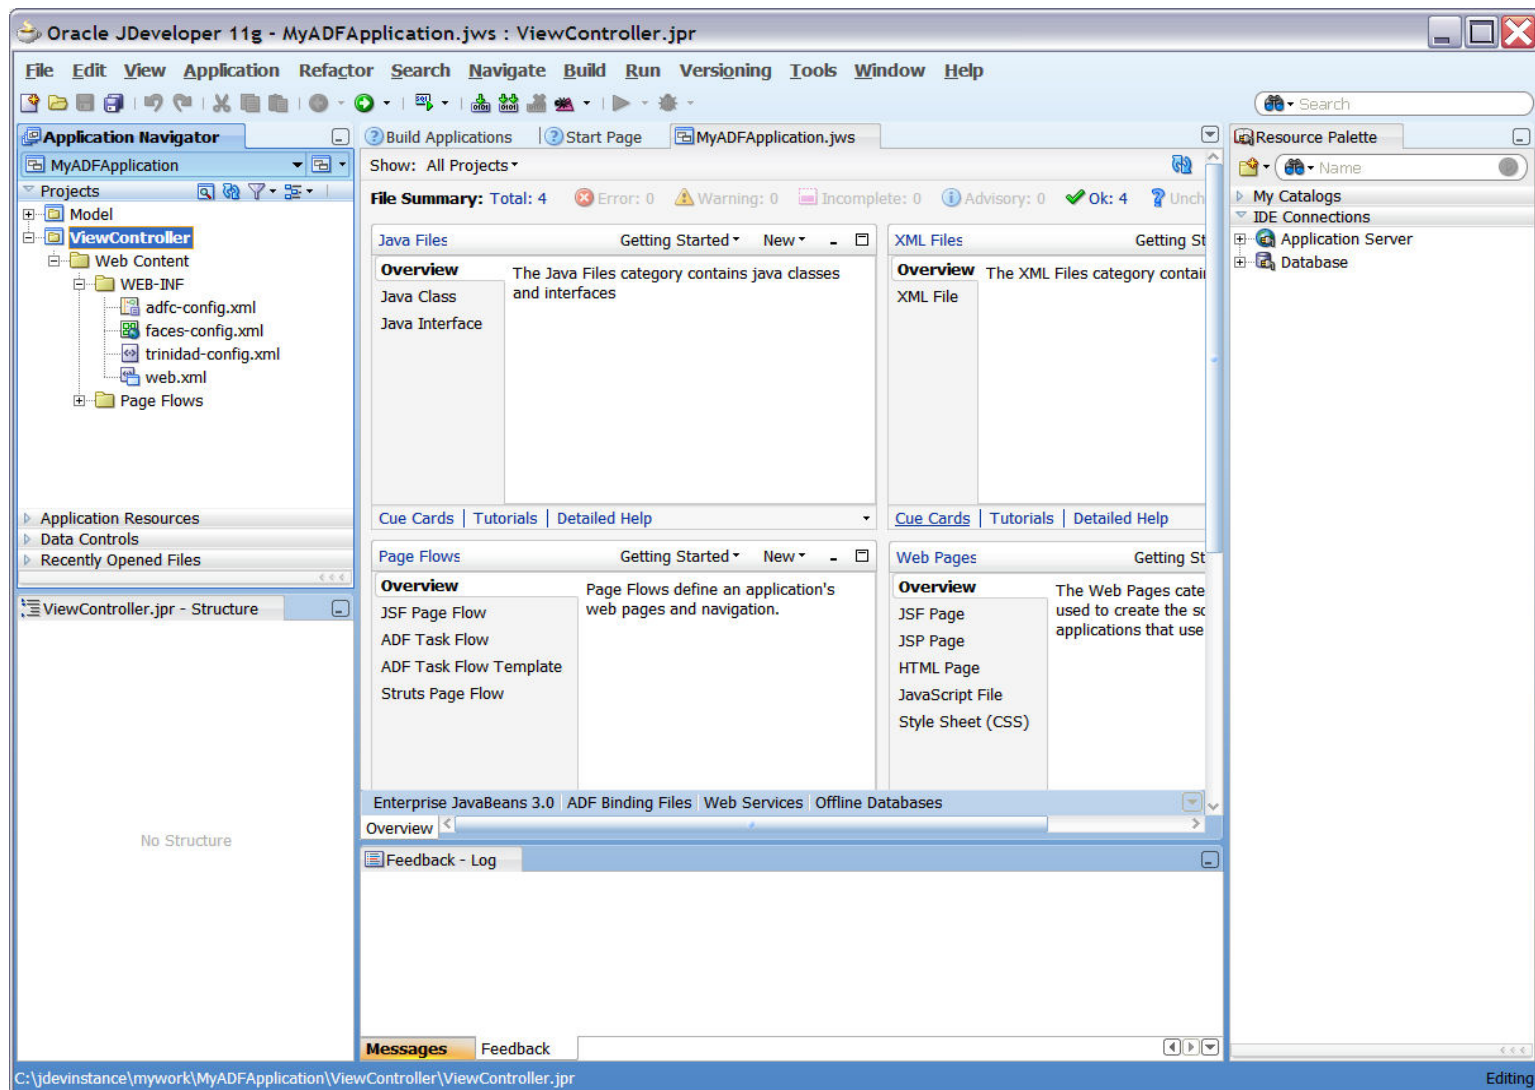 Oracle JDeveloper 11g - MyADFApplication.jws : ViewController.jpr
File Edit View Application Refactor Search Navigate Build Run Versioning Tools Window Help
Search
Application Navigator
MyADFApplication
Projects
Model
ViewController
Web Content
WEB-INF
adfc-config.xml
faces-config.xml
trinidad-config.xml
web.xml
Page Flows
Application Resources
Data Controls
Recently Opened Files
ViewController.jpr - Structure
No Structure
Build Applications Start Page MyADFApplication.jws
Show: All Projects
File Summary: Total: 4 Error: 0 Warning: 0 Incomplete: 0 Advisory: 0 Ok: 4 Unch
Java Files Getting Started New
Overview
Java Class
Java Interface
The Java Files category contains java classes
and interfaces
Cue Cards | Tutorials | Detailed Help
XML Files Getting St
Overview
XML File
The XML Files category contai
Cue Cards | Tutorials | Detailed Help
Page Flows Getting Started New
Overview
JSF Page Flow
ADF Task Flow
ADF Task Flow Template
Struts Page Flow
Page Flows define an application's
web pages and navigation.
Web Pages Getting St
Overview
JSF Page
JSP Page
HTML Page
JavaScript File
Style Sheet (CSS)
The Web Pages cate
used to create the sc
applications that use
Enterprise JavaBeans 3.0 ADF Binding Files Web Services Offline Databases
Overview
Feedback - Log
Messages Feedback
Resource Palette
Name
My Catalogs
IDE Connections
Application Server
Database
C:\jdevinstance\mywork\MyADFApplication\ViewController\ViewController.jpr
Editing